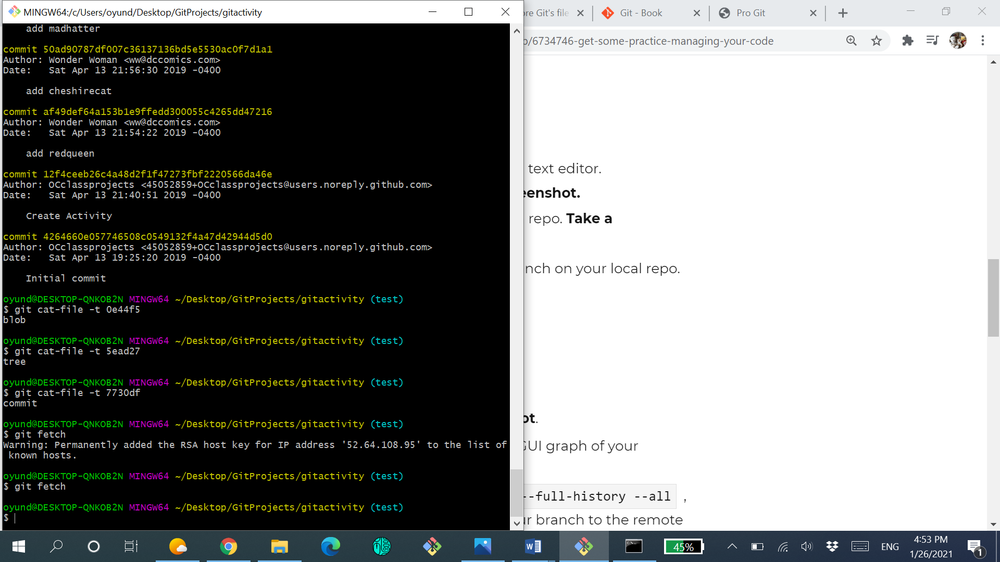 MINGW64:/c/Users/oyund/Desktop/GitProjects/gitactivity
add madhatter
commit 50ad90787df007c36137136bd5e5530ac0f7d1a1
Author: Wonder Woman <ww@dccomics.com>
Date:   Sat Apr 13 21:56:30 2019 -0400
add cheshirecat
commit af49def64a153b1e9ffedd300055c4265dd47216
Author: Wonder Woman <ww@dccomics.com>
Date:   Sat Apr 13 21:54:22 2019 -0400
add redqueen
commit 12f4ceeb26c4a48d2f1f47273fbf2220566da46e
Author: OCclassprojects <45052859+OCclassprojects@users.noreply.github.com>
Date:   Sat Apr 13 21:40:51 2019 -0400
Create Activity
commit 4264660e057746508c0549132f4a47d42944d5d0
Author: OCclassprojects <45052859+OCclassprojects@users.noreply.github.com>
Date:   Sat Apr 13 19:25:20 2019 -0400
Initial commit
oyund@DESKTOP-QNKOB2N MINGW64 ~/Desktop/GitProjects/gitactivity (test)
$ git cat-file -t 0e44f5
blob
oyund@DESKTOP-QNKOB2N MINGW64 ~/Desktop/GitProjects/gitactivity (test)
$ git cat-file -t 5ead27
tree
oyund@DESKTOP-QNKOB2N MINGW64 ~/Desktop/GitProjects/gitactivity (test)
$ git cat-file -t 7730df
commit
oyund@DESKTOP-QNKOB2N MINGW64 ~/Desktop/GitProjects/gitactivity (test)
$ git fetch
Warning: Permanently added the RSA host key for IP address '52.64.108.95' to the list of
known hosts.
oyund@DESKTOP-QNKOB2N MINGW64 ~/Desktop/GitProjects/gitactivity (test)
$ git fetch
oyund@DESKTOP-QNKOB2N MINGW64 ~/Desktop/GitProjects/gitactivity (test)
$
re Git's file
Git - Book
Pro Git
/6734746-get-some-practice-managing-your-code
text editor.
eenshot.
repo. Take a
nch on your local repo.
ot.
GUI graph of your
--full-history --all ,
ur branch to the remote
45%
ENG
4:53 PM
1/26/2021
1